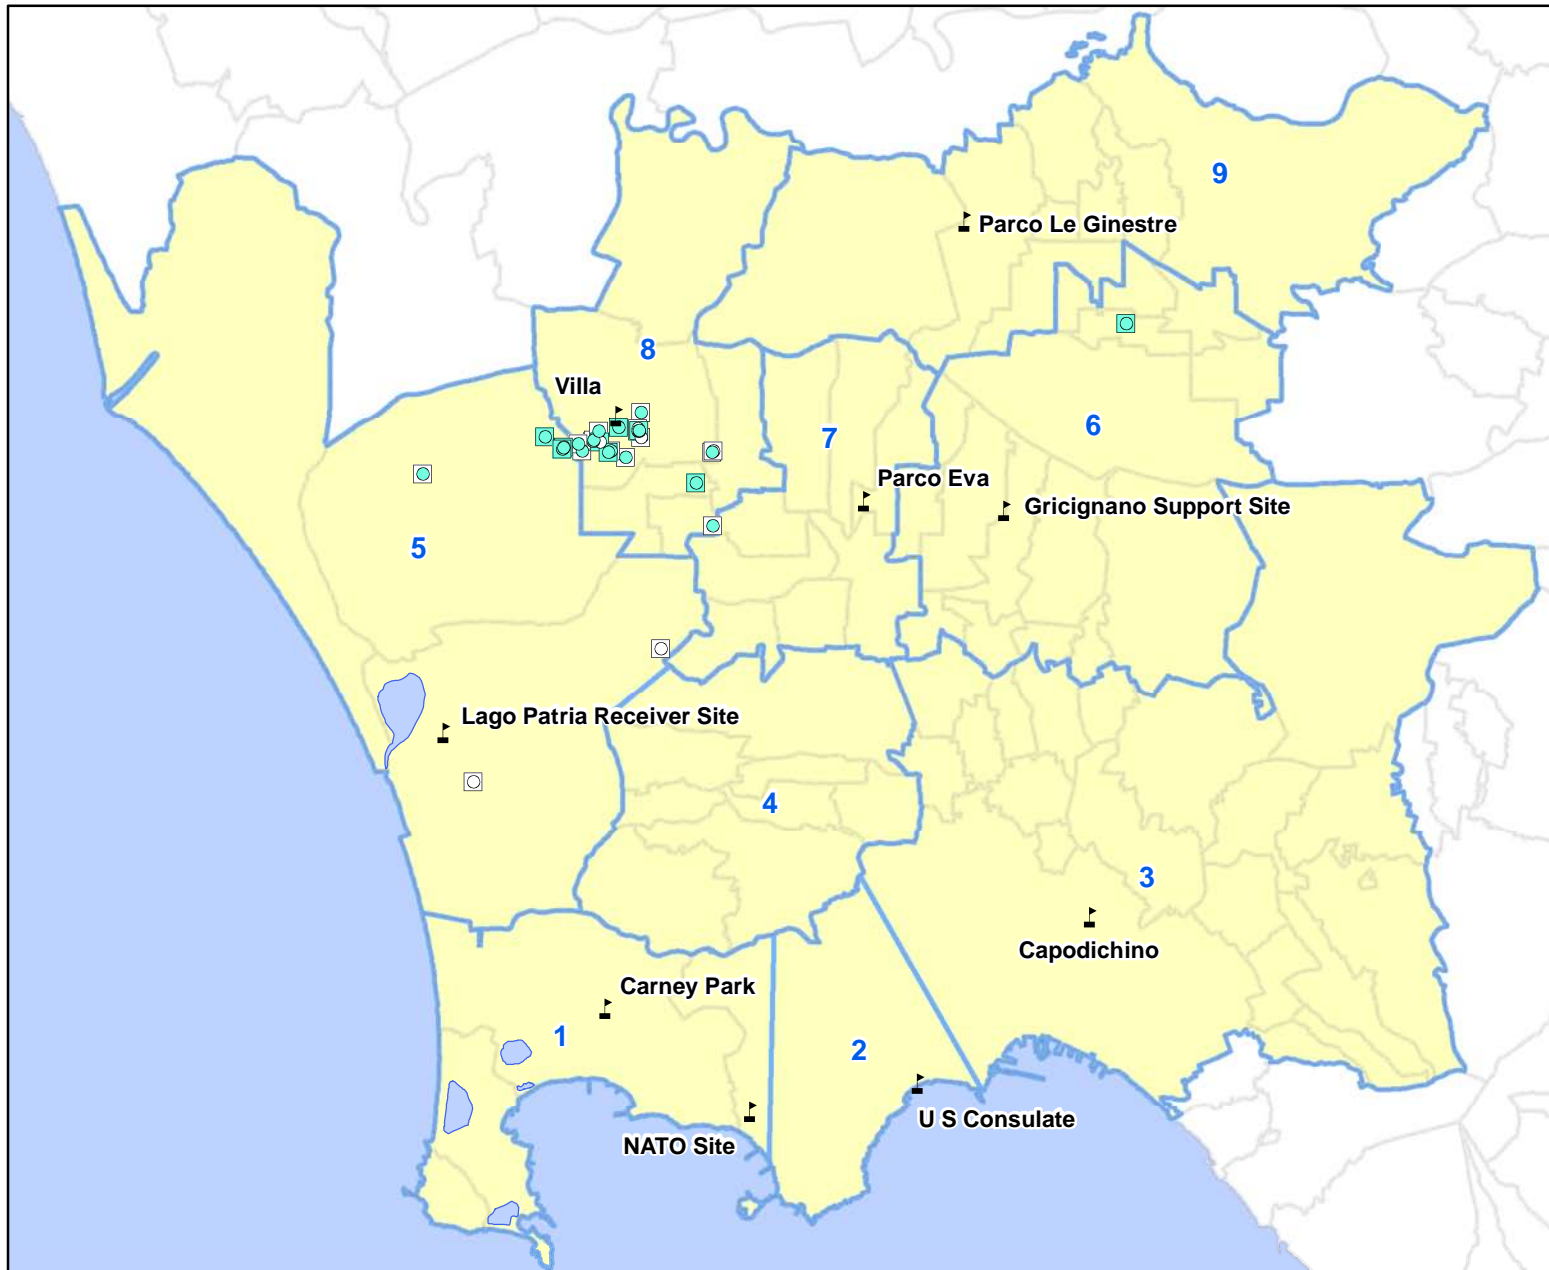 9
Parco Le Ginestre
8
Villa
7
6
Parco Eva
Gricignano Support Site
5
Lago Patria Receiver Site
4
3
Capodichino
Carney Park
1
2
U S Consulate
NATO Site